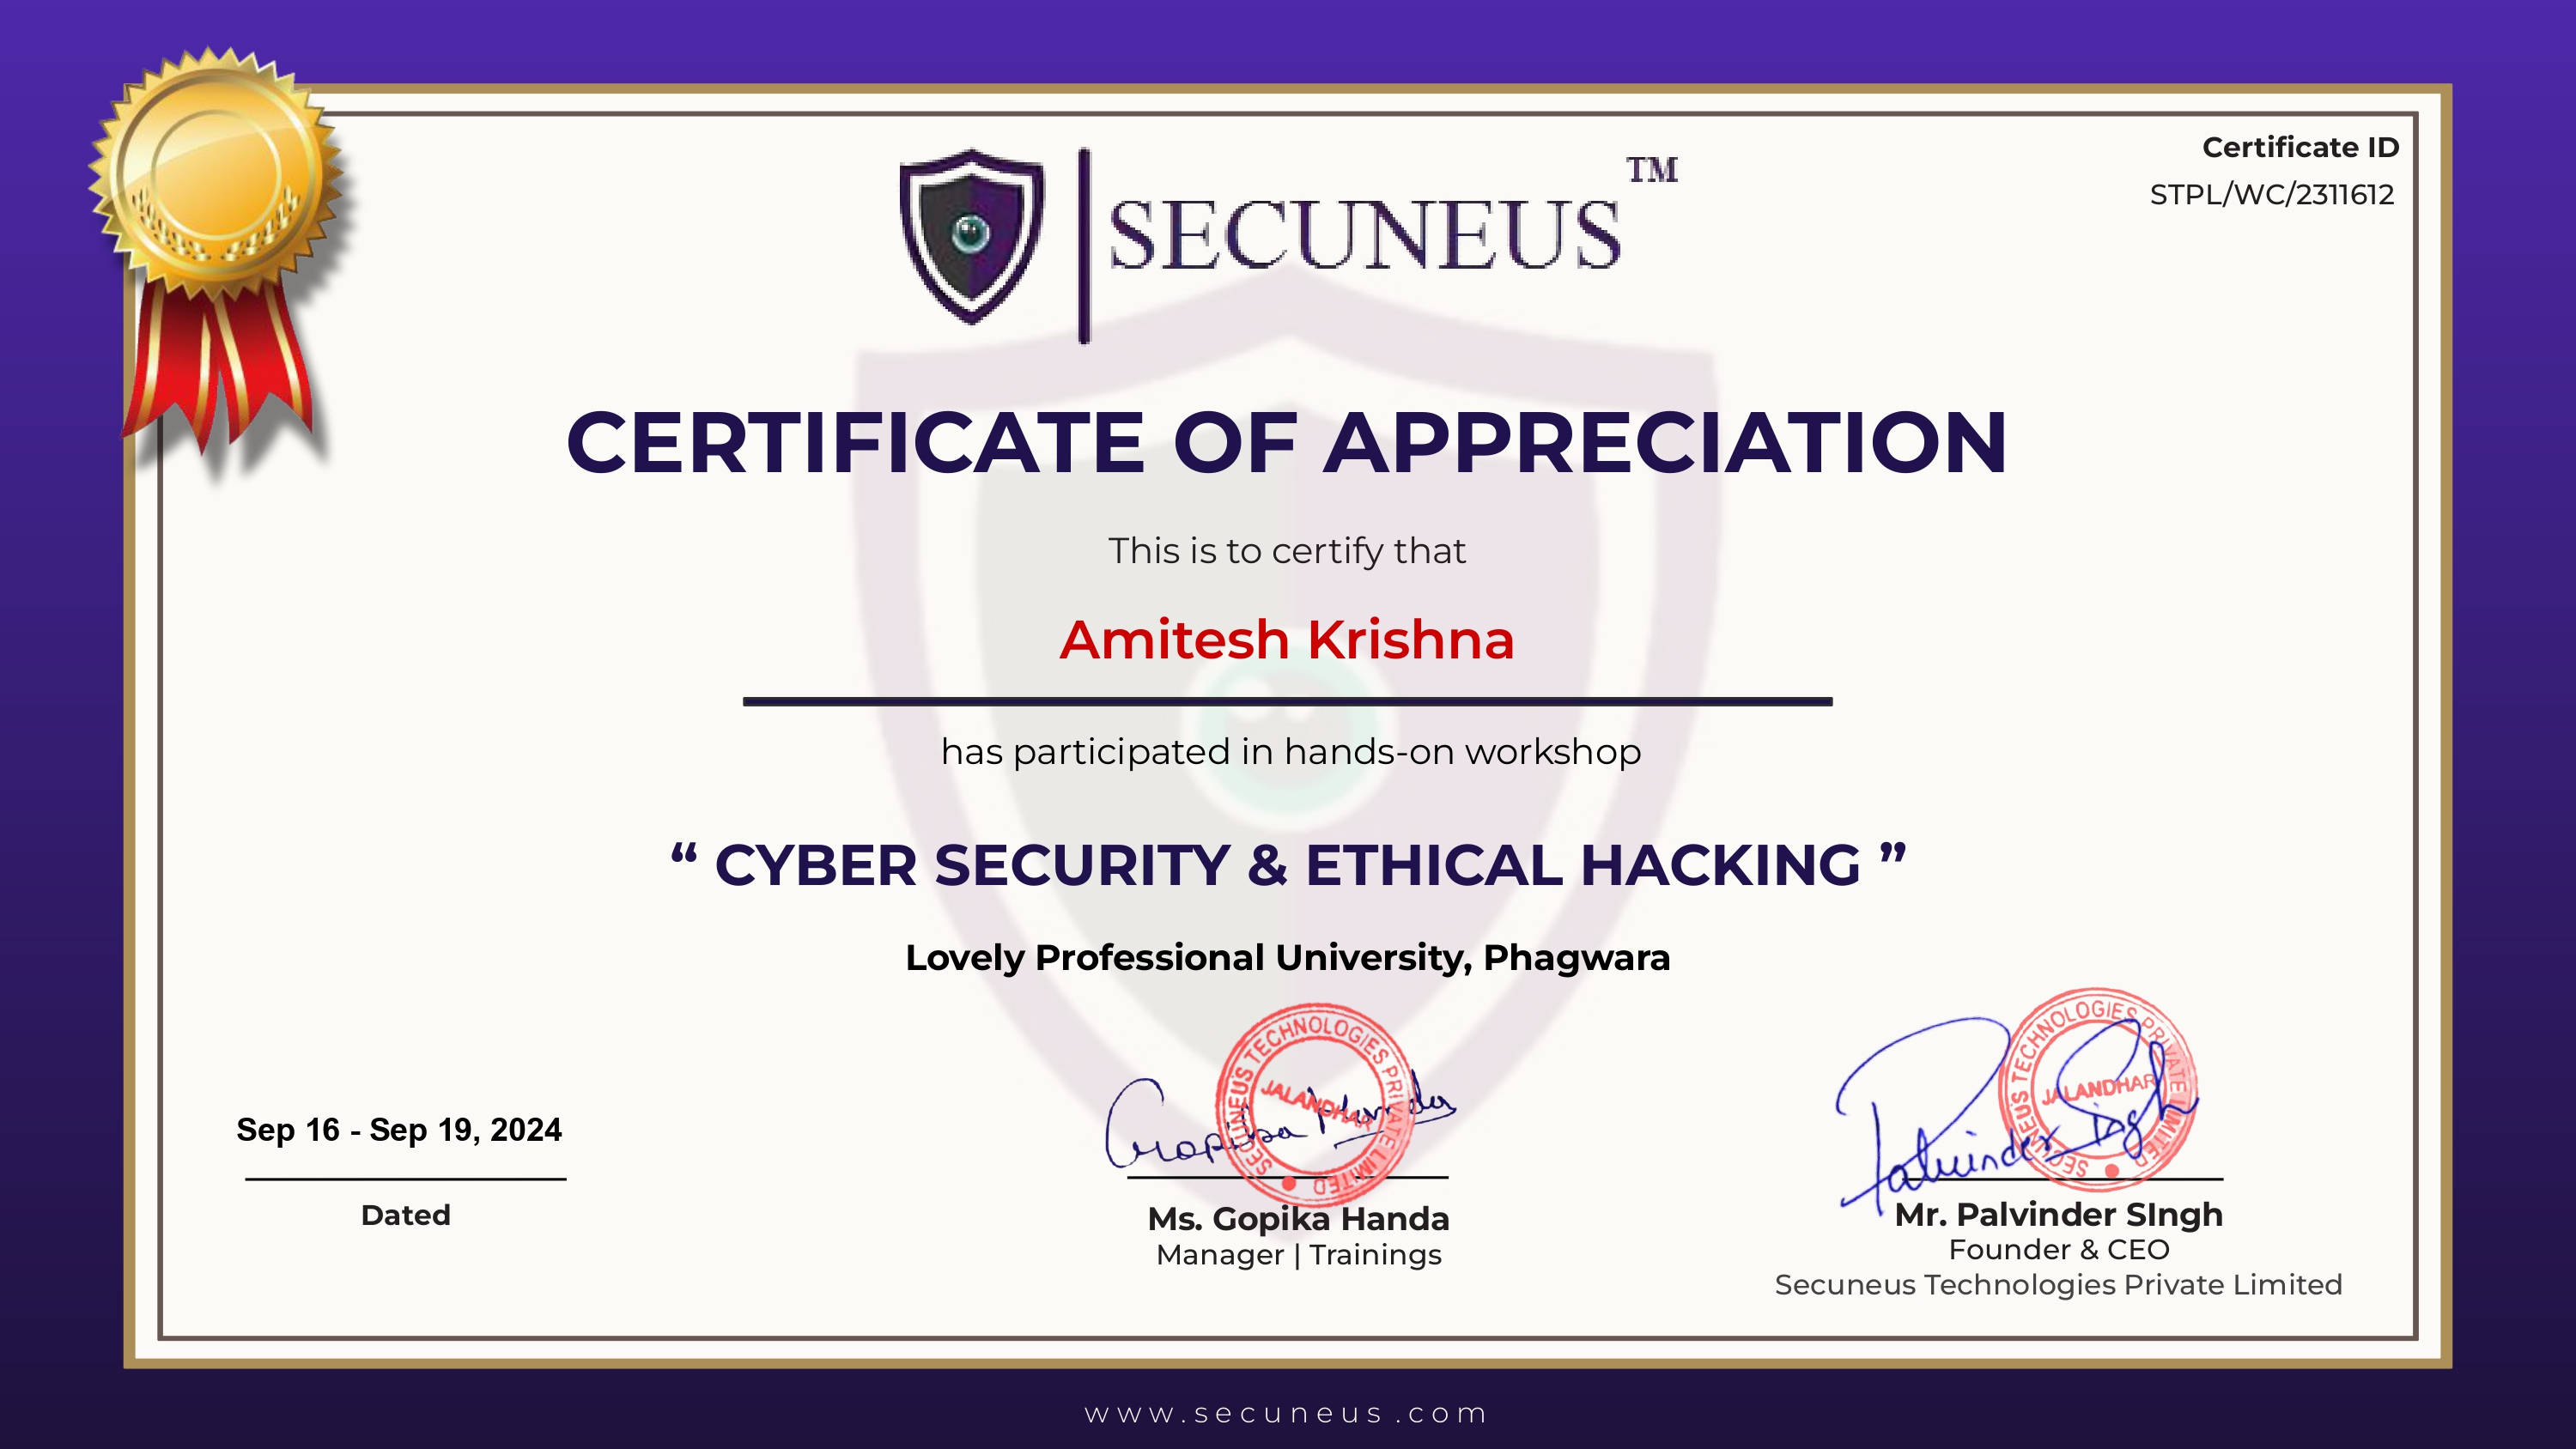 Certificate ID
STPL/WC/2311612
SECUNEUS TM
CERTIFICATE OF APPRECIATION
This is to certify that
Amitesh Krishna
has participated in hands-on workshop
“ CYBER SECURITY & ETHICAL HACKING ”
Lovely Professional University, Phagwara
Sep 16 - Sep 19, 2024
Dated
SECUNEUS TECHNOLOGIES PRIVATE LIMITED
JALANDHAR
Gopika Handa
Ms. Gopika Handa
Manager | Trainings
SECUNEUS TECHNOLOGIES PRIVATE LIMITED
JALANDHAR
Palvinder Singh
Mr. Palvinder SIngh
Founder & CEO
Secuneus Technologies Private Limited
www.secuneus .com